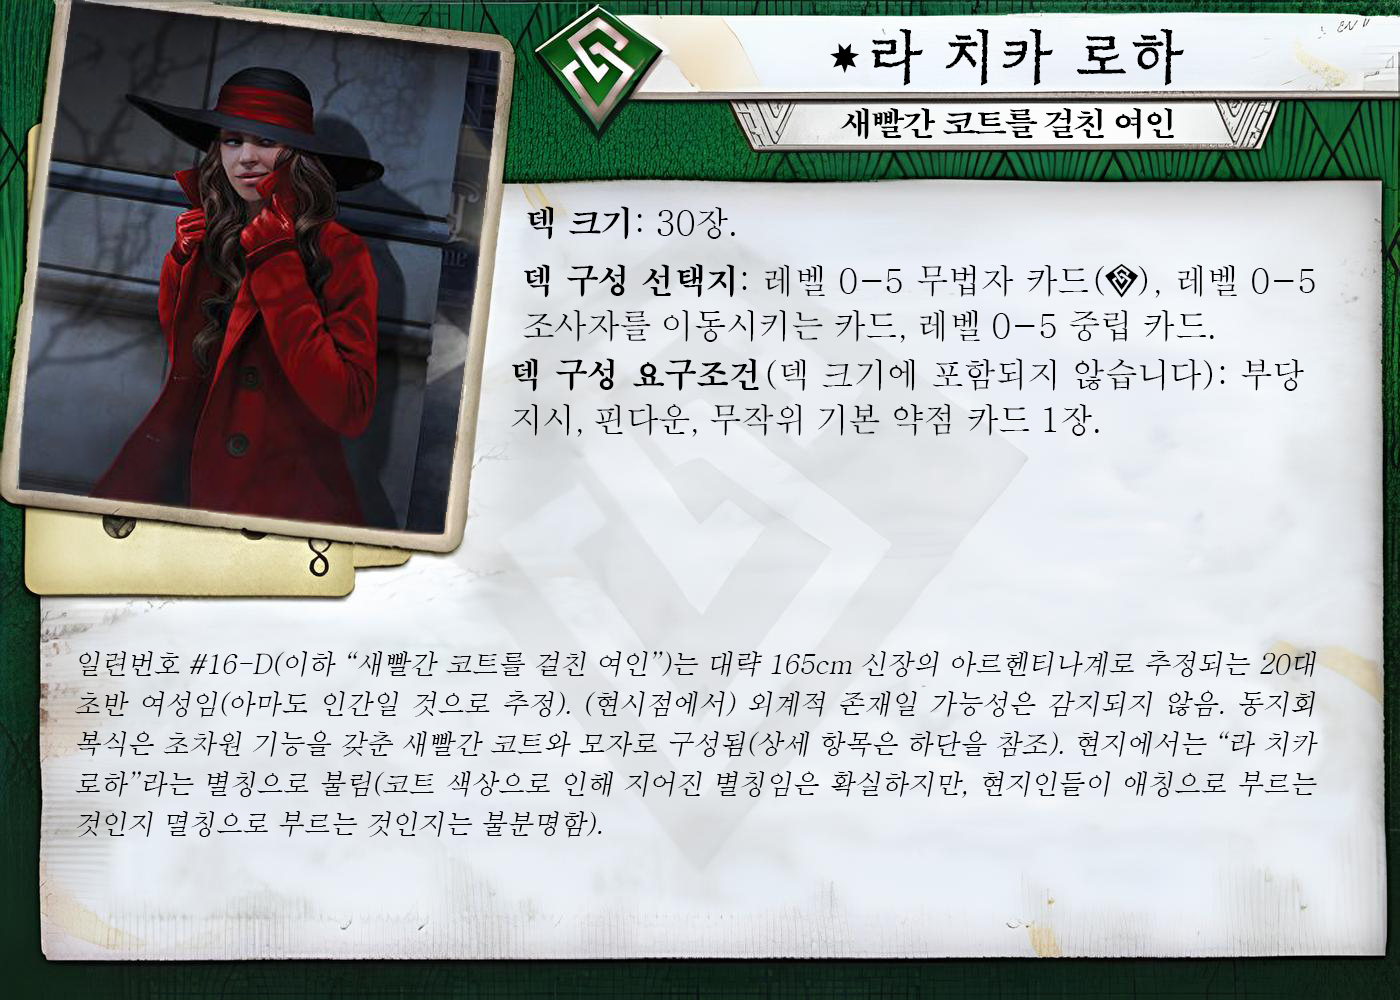 ✷라 치카 로하
새빨간 코트를 걸친 여인
덱 크기: 30장.
덱 구성 선택지: 레벨 0–5 무법자 카드(), 레벨 0–5
조사자를 이동시키는 카드, 레벨 0–5 중립 카드.
덱 구성 요구조건(덱 크기에 포함되지 않습니다): 부당
지시, 핀다운, 무작위 기본 약점 카드 1장.
8
일련번호 #16-D(이하 “새빨간 코트를 걸친 여인”)는 대략 165cm 신장의 아르헨티나계로 추정되는 20대
초반 여성임(아마도 인간일 것으로 추정). (현시점에서) 외계적 존재일 가능성은 감지되지 않음. 동지회
복식은 초차원 기능을 갖춘 새빨간 코트와 모자로 구성됨(상세 항목은 하단을 참조). 현지에서는 “라 치카
로하”라는 별칭으로 불림(코트 색상으로 인해 지어진 별칭임은 확실하지만, 현지인들이 애칭으로 부르는
것인지 멸칭으로 부르는 것인지는 불분명함).